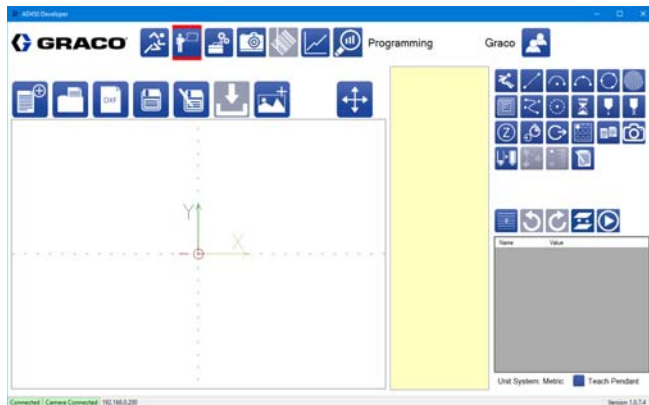 AD450 Developer
GRACO
Programming
Graco
DXF
Z
Y
X
Name Value
Unit System: Metric Teach Pendant
Connected Camera Connected 192.168.0.200
Version 1.0.7.4